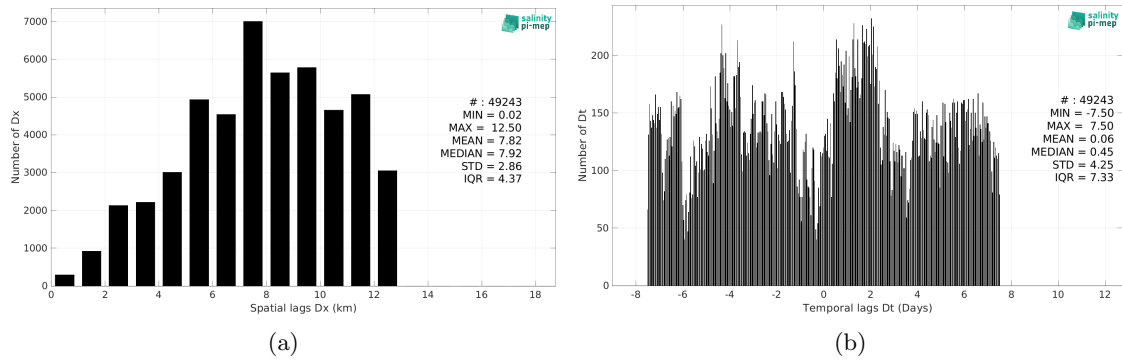 7000
6000
5000
4000
3000
2000
1000
0
Number of Dx
salinity
pi-mep
# : 49243
MIN = 0.02
MAX = 12.50
MEAN = 7.82
MEDIAN = 7.92
STD = 2.86
IQR = 4.37
0 2 4 6 8 10 12 14 16 18
Spatial lags Dx (km)
(a)
200
150
100
50
0
Number of Dt
salinity
pi-mep
# : 49243
MIN = -7.50
MAX = 7.50
MEAN = 0.06
MEDIAN = 0.45
STD = 4.25
IQR = 7.33
-8 -6 -4 -2 0 2 4 6 8 10 12
Temporal lags Dt (Days)
(b)